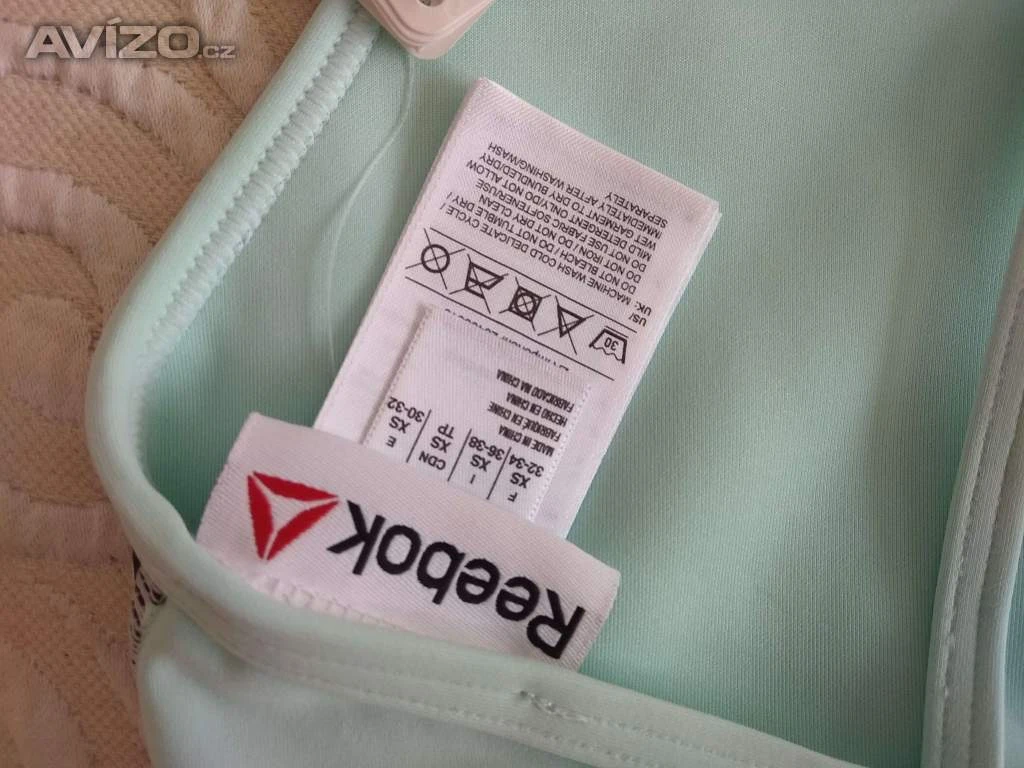 AVÍZO.cz
Reebok
F I CDN E
XS XS XS XS
32-34 36-38 TP 30-32
MADE IN CHINA
FABRIQUÉ EN CHINE
HECHO EN CHINA
FABRICADO NA CHINA
30
US/
UK: MACHINE WASH COLD DELICATE CYCLE/
DO NOT BLEACH / DO NOT TUMBLE DRY/
DO NOT IRON / DO NOT DRY CLEAN
DO NOT USE FABRIC SOFTENER/USE
MILD DETERGENT ONLY/DO NOT ALLOW
WET GARMENT TO DRY BUNDLED/DRY
IMMEDIATELY AFTER WASHING/WASH
SEPARATELY